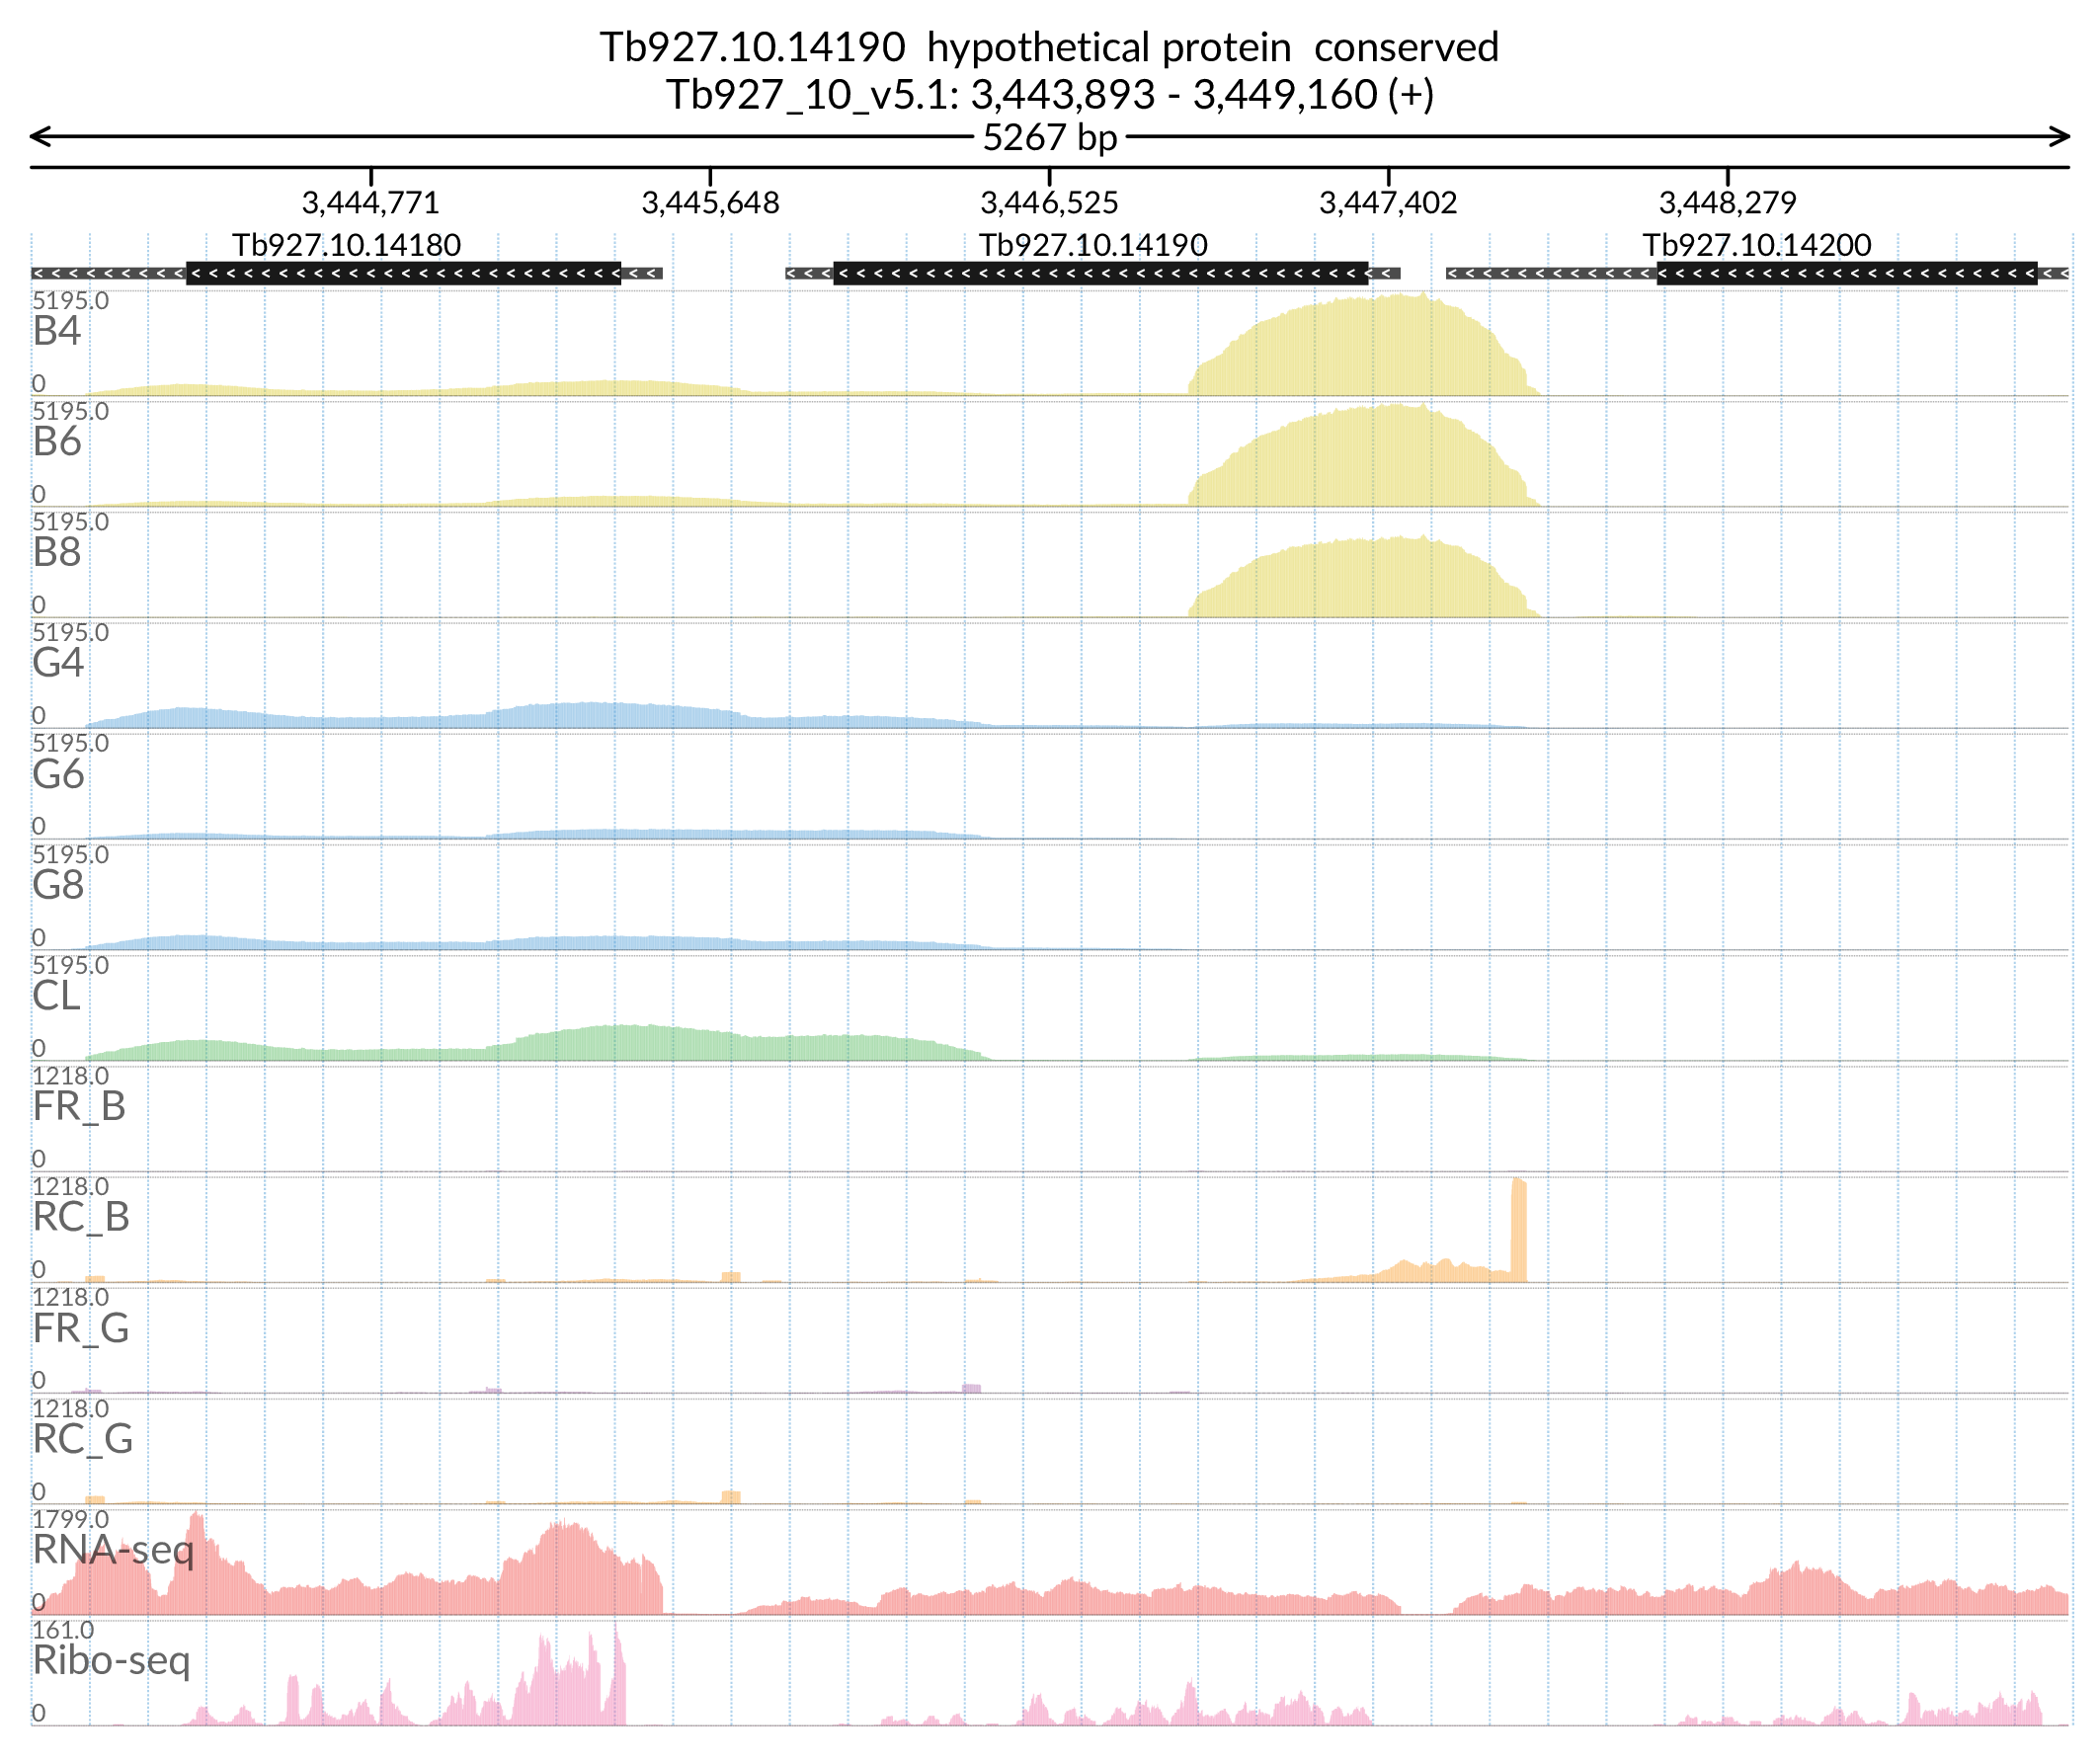 Tb927.10.14190  hypothetical protein  conserved
Tb927_10_v5.1: 3,443,893 - 3,449,160 (+)
5267 bp
3,444,771 3,445,648 3,446,525 3,447,402 3,448,279
Tb927.10.14180 Tb927.10.14190 Tb927.10.14200
5195.0
B4
0
5195.0
B6
0
5195.0
B8
0
5195.0
G4
0
5195.0
G6
0
5195.0
G8
0
5195.0
CL
0
1218.0
FR_B
0
1218.0
RC_B
0
1218.0
FR_G
0
1218.0
RC_G
0
1799.0
RNA-seq
0
161.0
Ribo-seq
0